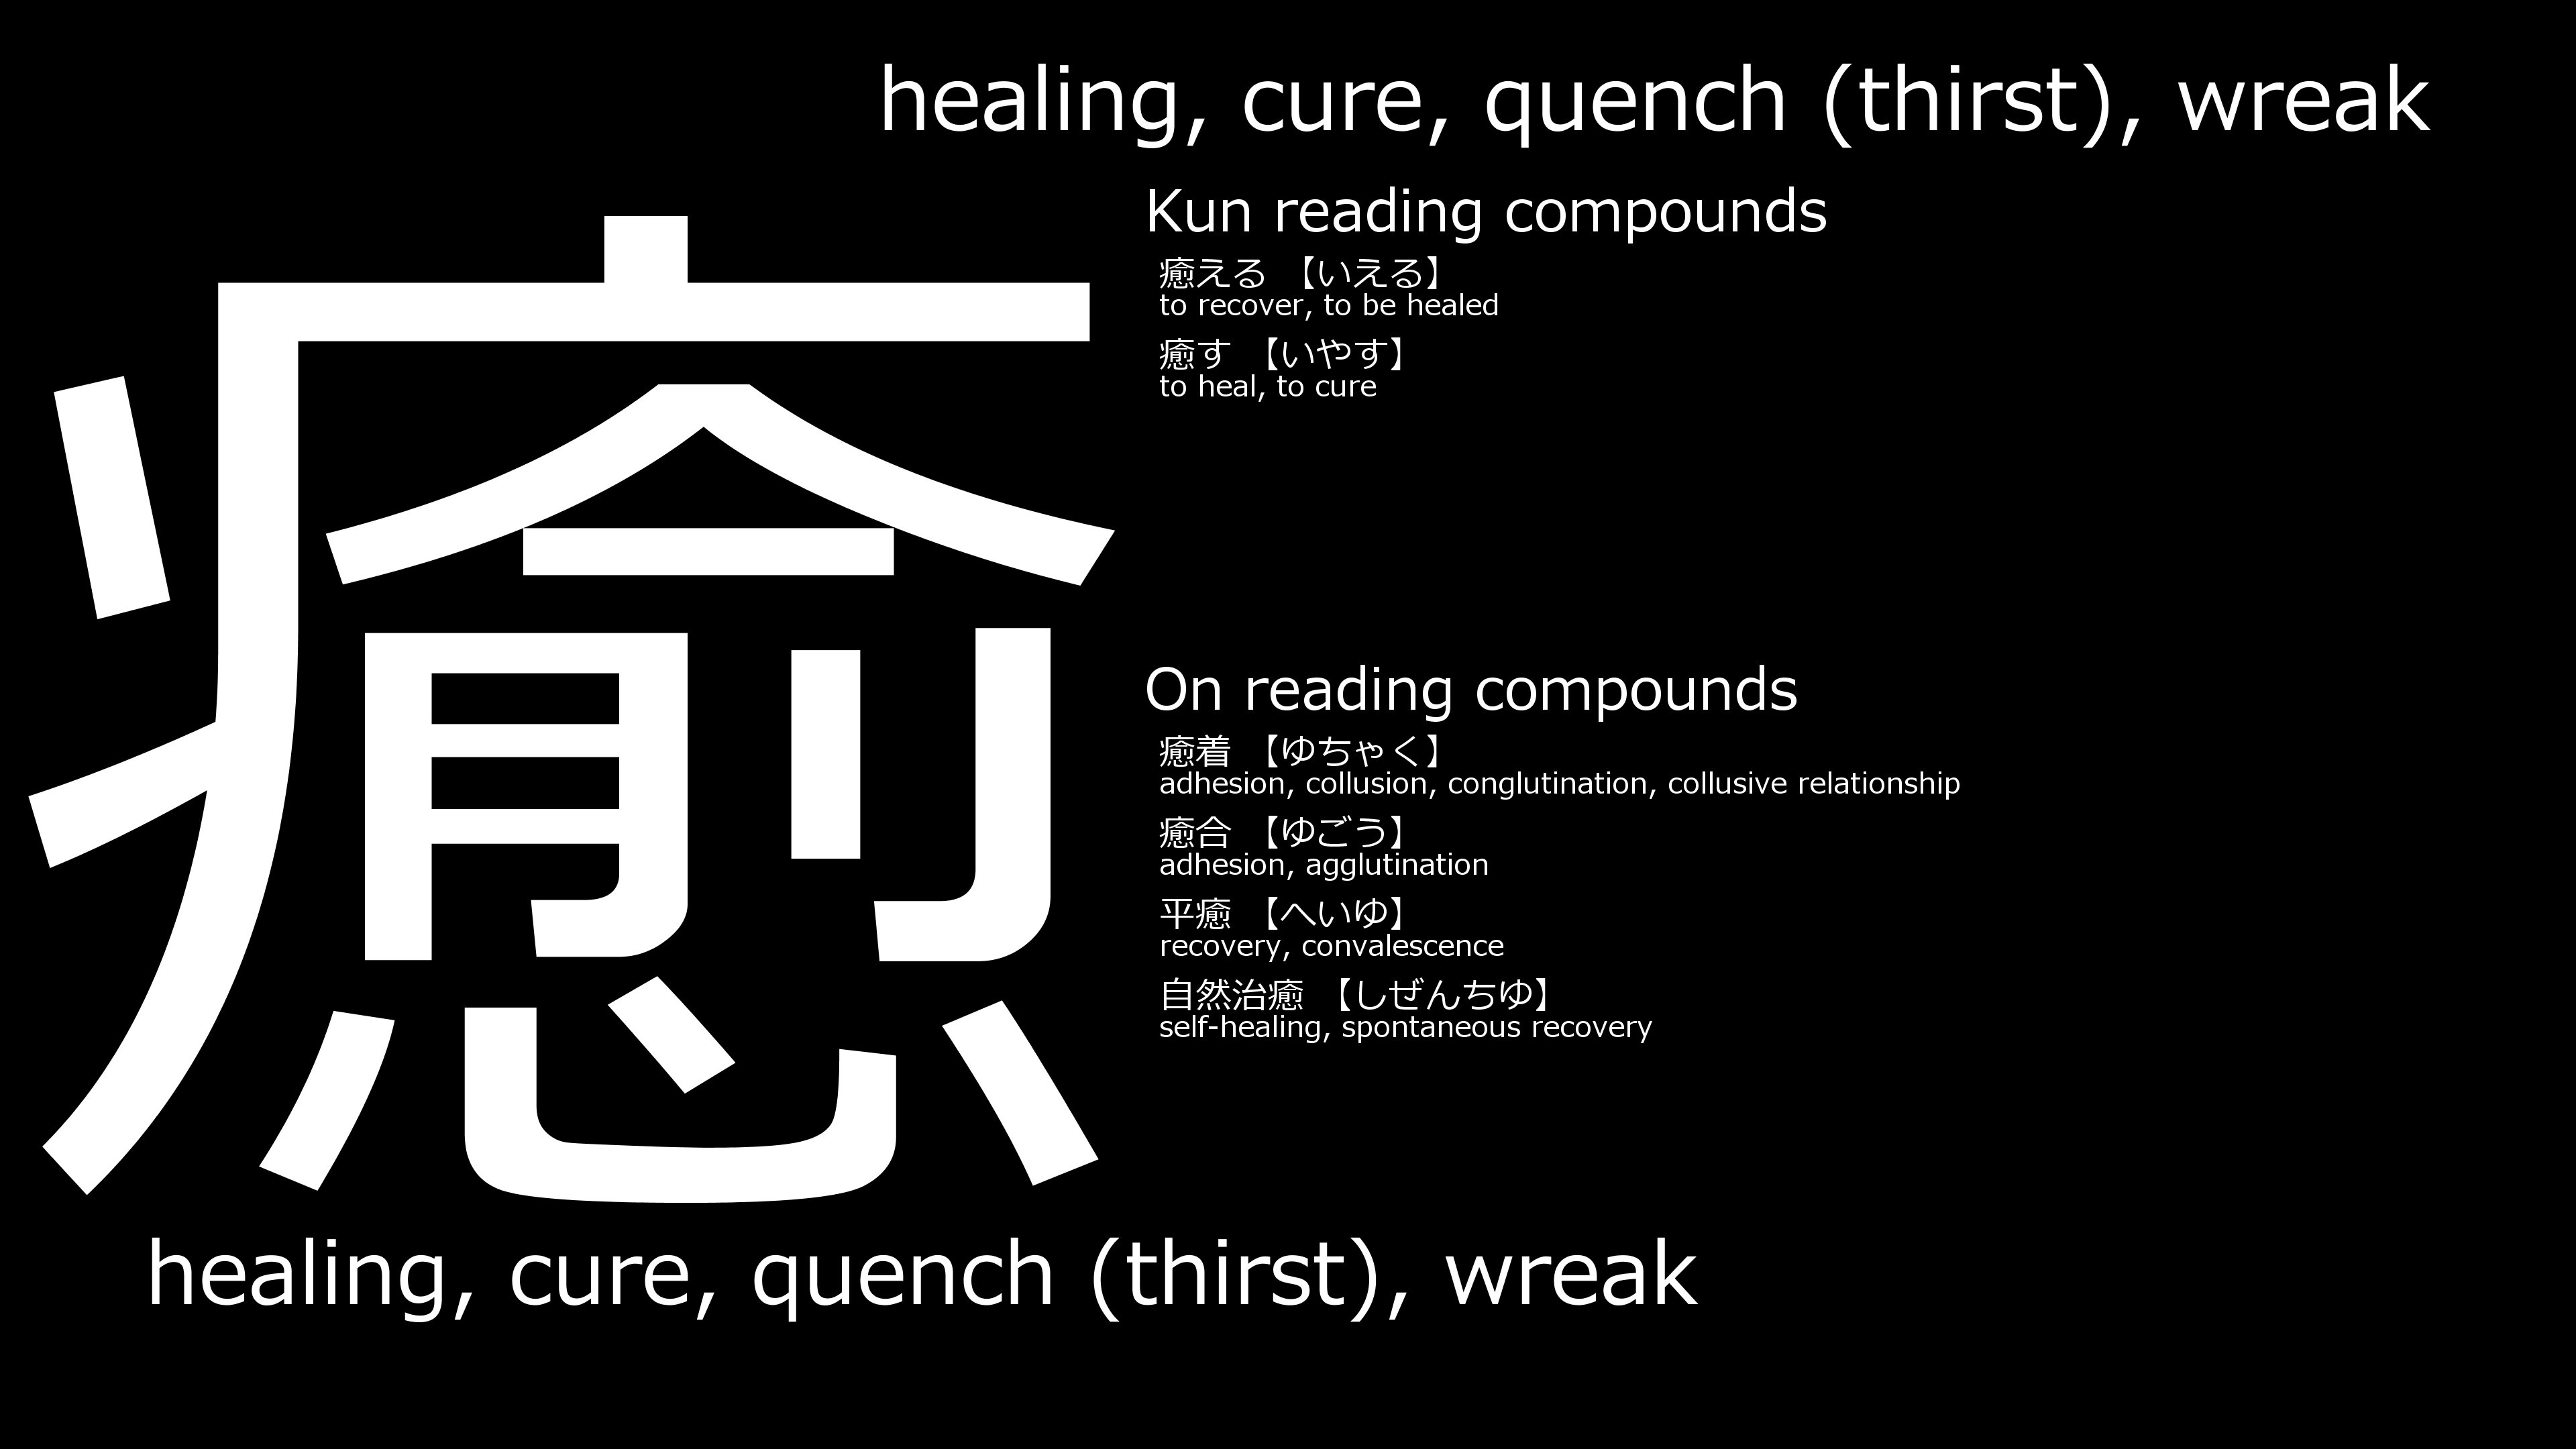 healing, cure, quench (thirst), wreak
癒
Kun reading compounds
癒える 【いえる】
to recover, to be healed
癒す 【いやす】
to heal, to cure
On reading compounds
癒着 【ゆちゃく】
adhesion, collusion, conglutination, collusive relationship
癒合 【ゆごう】
adhesion, agglutination
平癒 【へいゆ】
recovery, convalescence
自然治癒 【しぜんちゆ】
self-healing, spontaneous recovery
healing, cure, quench (thirst), wreak